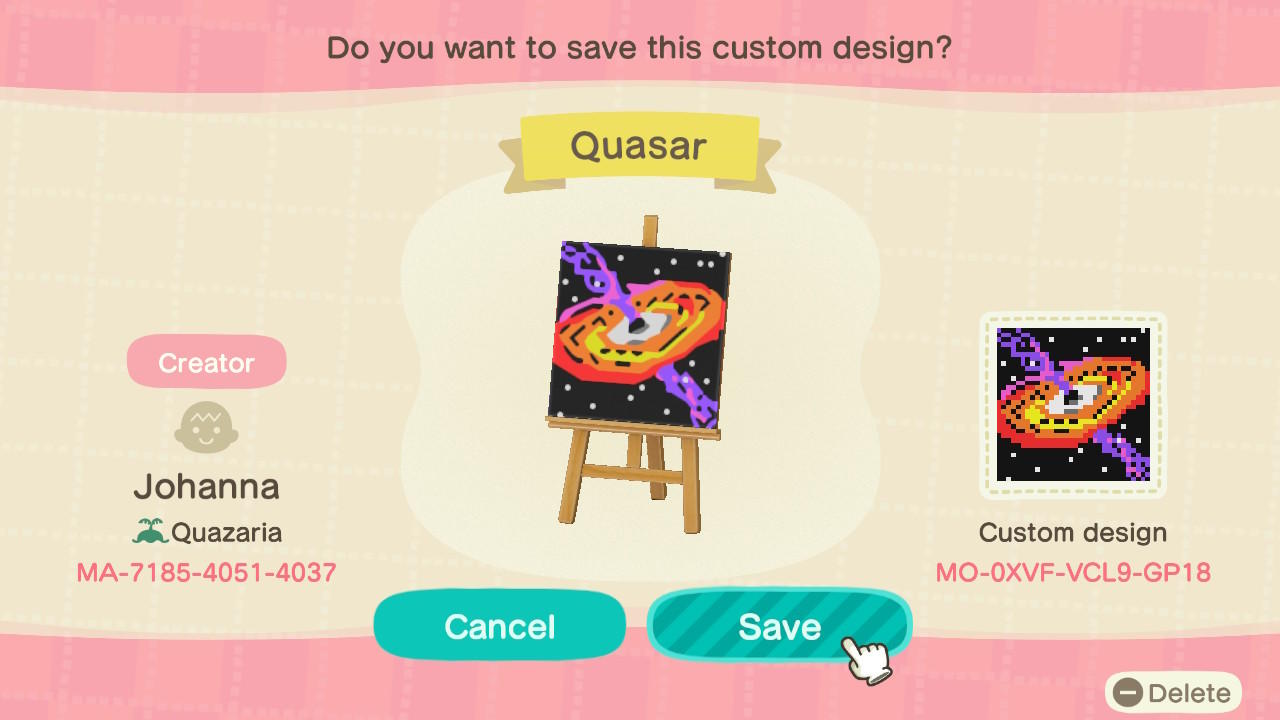 Do you want to save this custom design?
Quasar
Creator
Johanna
Quazaria
MA-7185-4051-4037
Custom design
MO-0XVF-VCL9-GP18
Cancel
Save
Delete